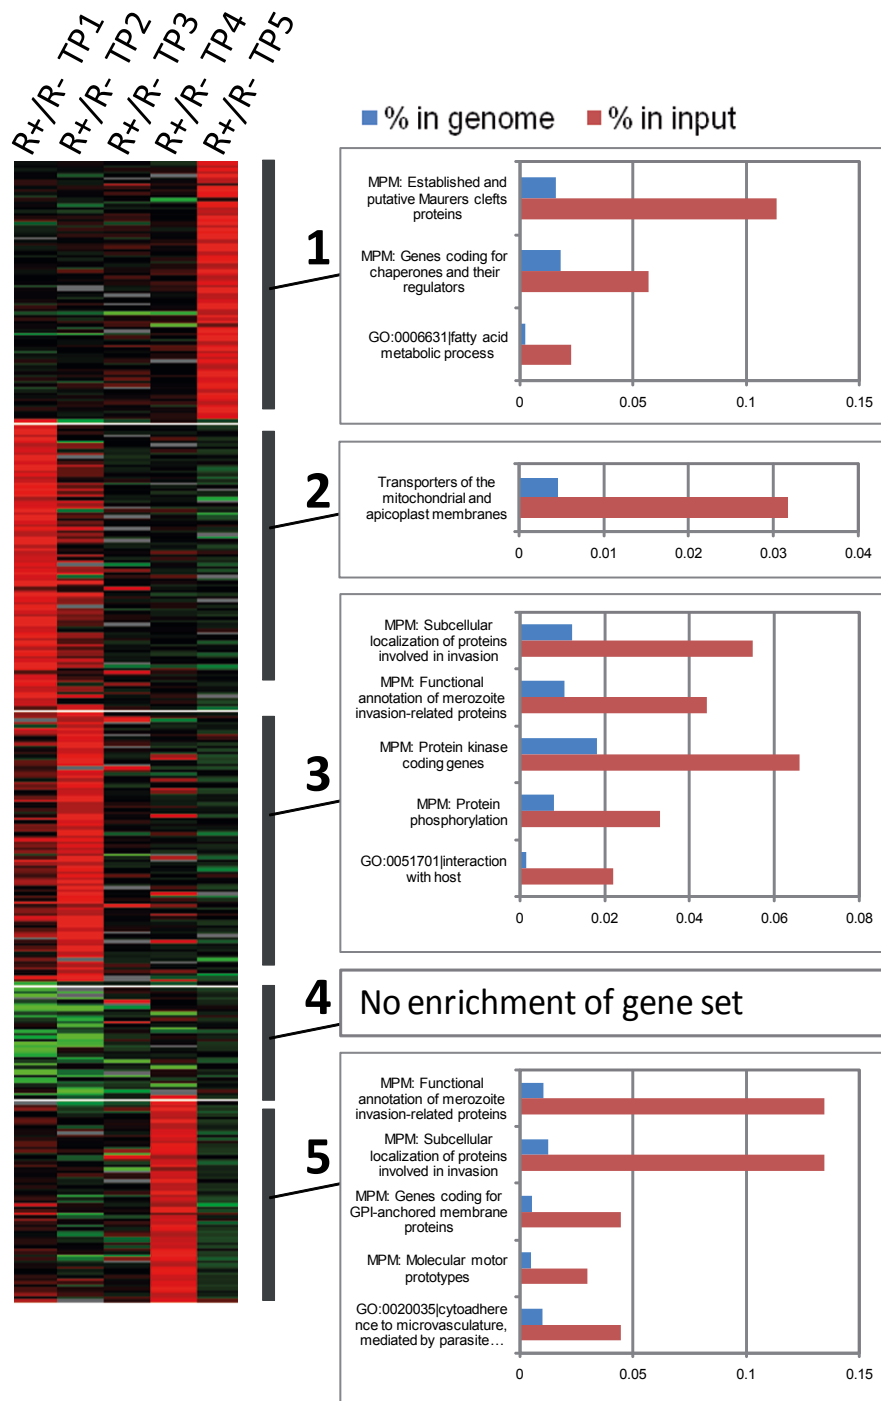 R+/R- TP1
R+/R- TP2
R+/R- TP3
R+/R- TP4
R+/R- TP5
% in genome % in input
1
MPM: Established and
putative Maurers clefts
proteins
MPM: Genes coding for
chaperones and their
regulators
GO:0006631|fatty acid
metabolic process
0 0.05 0.1 0.15
2
Transporters of the
mitochondrial and
apicoplast membranes
0 0.01 0.02 0.03 0.04
3
MPM: Subcellular
localization of proteins
involved in invasion
MPM: Functional
annotation of merozoite
invasion-related proteins
MPM: Protein kinase
coding genes
MPM: Protein
phosphorylation
GO:0051701|interaction
with host
0 0.02 0.04 0.06 0.08
4
No enrichment of gene set
5
MPM: Functional
annotation of merozoite
invasion-related proteins
MPM: Subcellular
localization of proteins
involved in invasion
MPM: Genes coding for
GPI-anchored membrane
proteins
MPM: Molecular motor
prototypes
GO:0020035|cytoadhere
nce to microvasculature,
mediated by parasite…
0 0.05 0.1 0.15